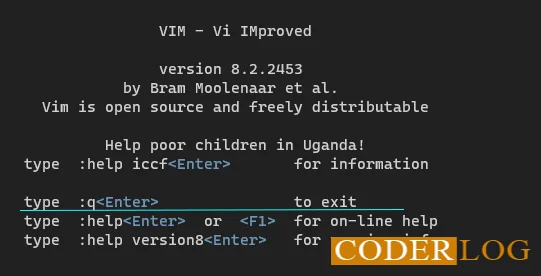 VIM - Vi IMproved
version 8.2.2453
by Bram Moolenaar et al.
Vim is open source and freely distributable
Help poor children in Uganda!
type :help iccf<Enter> for information
type :q<Enter> to exit
type :help<Enter> or <F1> for on-line help
type :help version8<Enter> for
CODERLOG